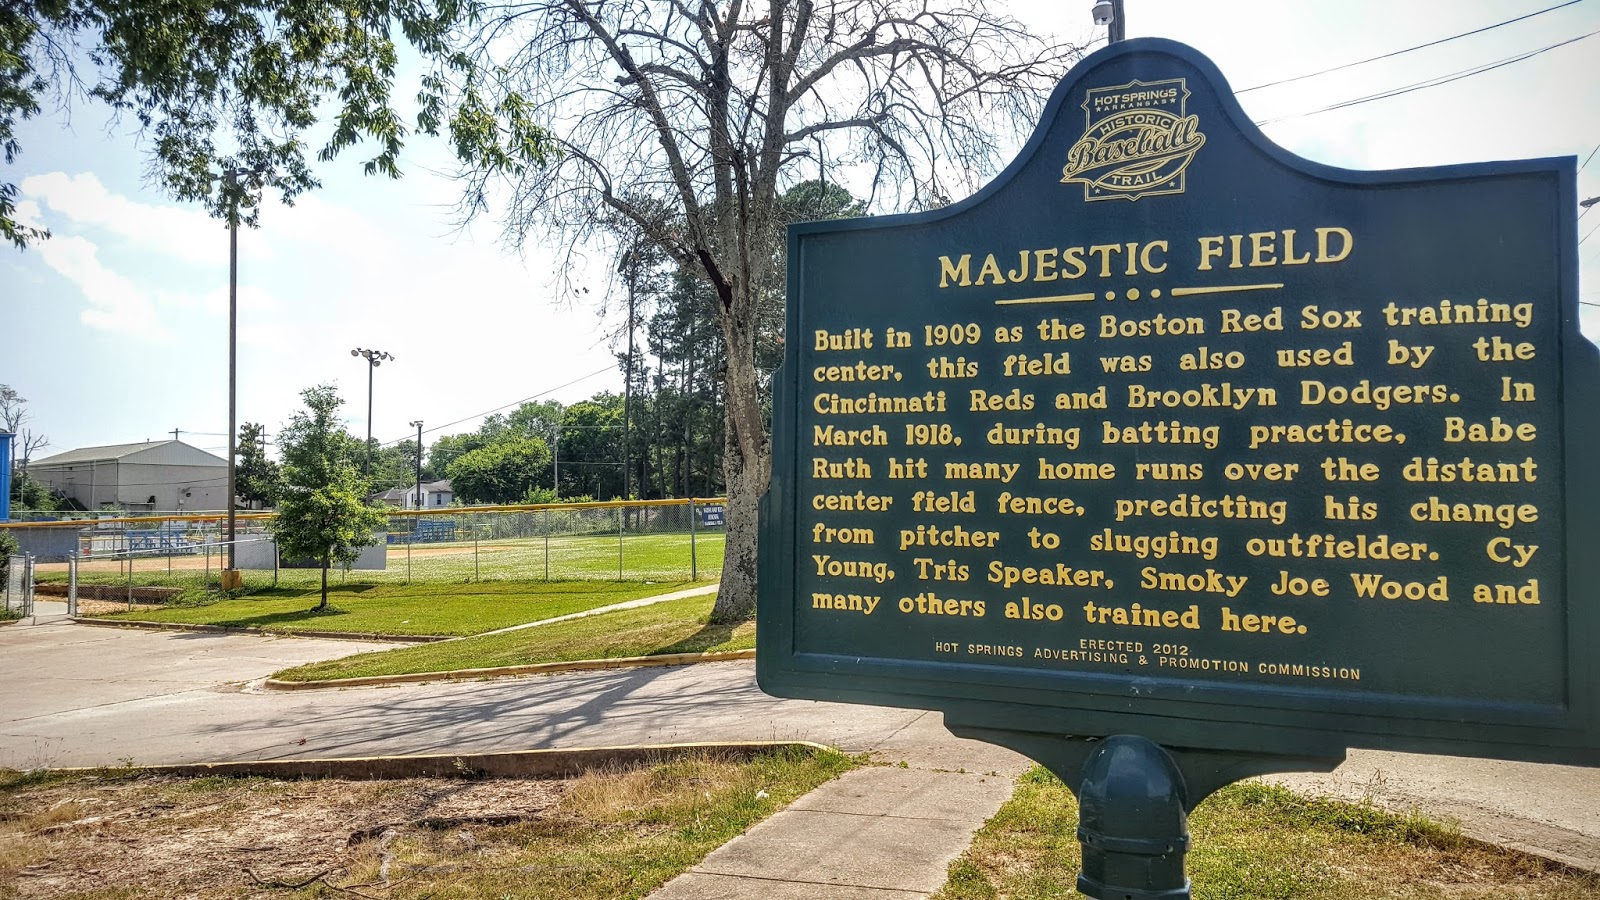 HOT SPRINGS
ARKANSAS
HISTORIC
Baseball
TRAIL
MAJESTIC FIELD
Built in 1909 as the Boston Red Sox training
center, this field was also used by the
Cincinnati Reds and Brooklyn Dodgers. In
March 1918, during batting practice, Babe
Ruth hit many home runs over the distant
center field fence, predicting his change
from pitcher to slugging outfielder. Cy
Young, Tris Speaker, Smoky Joe Wood and
many others also trained here.
ERECTED 2012
HOT SPRINGS ADVERTISING & PROMOTION COMMISSION